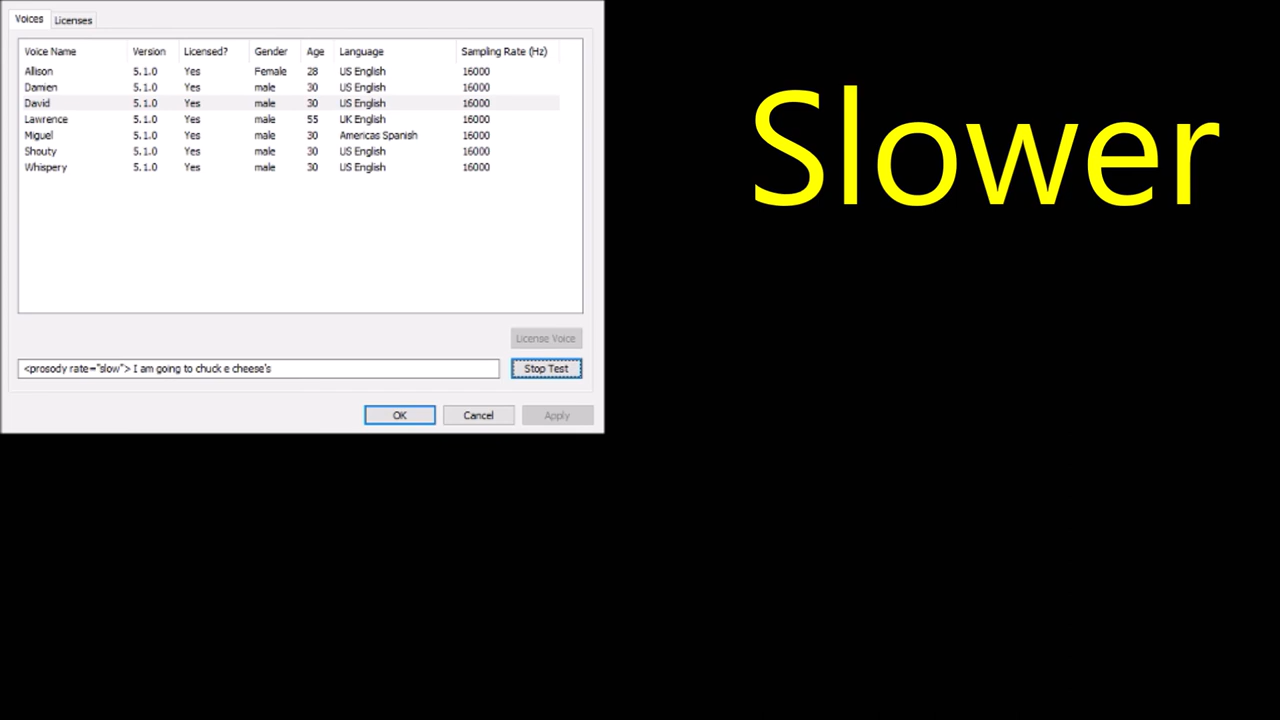 Voices Licenses
Voice Name Version Licensed? Gender Age Language Sampling Rate (Hz)
Allison 5.1.0 Yes Female 28 US English 16000
Damien 5.1.0 Yes male 30 US English 16000
David 5.1.0 Yes male 30 US English 16000
Lawrence 5.1.0 Yes male 55 UK English 16000
Miguel 5.1.0 Yes male 30 Americas Spanish 16000
Shouty 5.1.0 Yes male 30 US English 16000
Whispery 5.1.0 Yes male 30 US English 16000
License Voice
<prosody rate="slow"> I am going to chuck e cheese's Stop Test
OK Cancel Apply
Slower